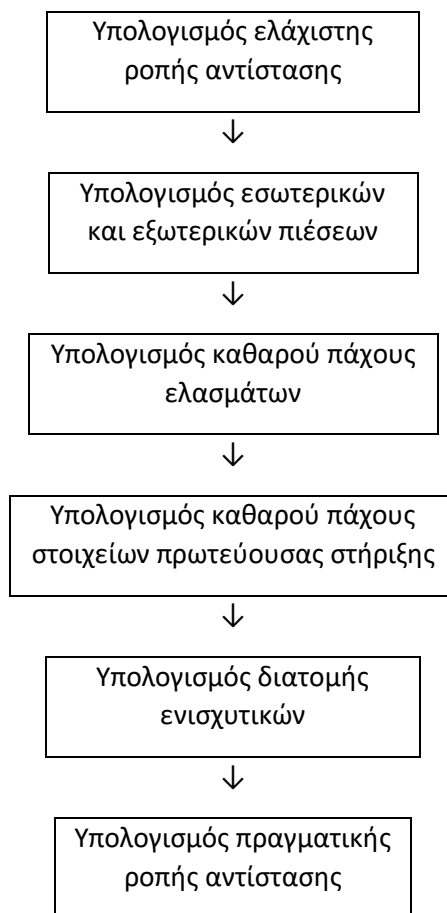 Υπολογισμός ελάχιστης
ροπής αντίστασης
↓
Υπολογισμός εσωτερικών
και εξωτερικών πιέσεων
↓
Υπολογισμός καθαρού πάχους
ελασμάτων
↓
Υπολογισμός καθαρού πάχους
στοιχείων πρωτεύουσας στήριξης
↓
Υπολογισμός διατομής
ενισχυτικών
↓
Υπολογισμός πραγματικής
ροπής αντίστασης